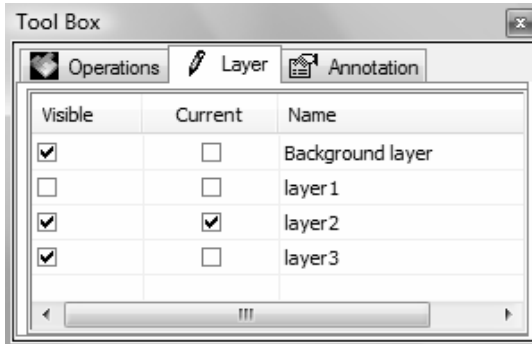 Tool Box
Operations Layer Annotation
Visible Current Name
Background layer
layer1
layer2
layer3